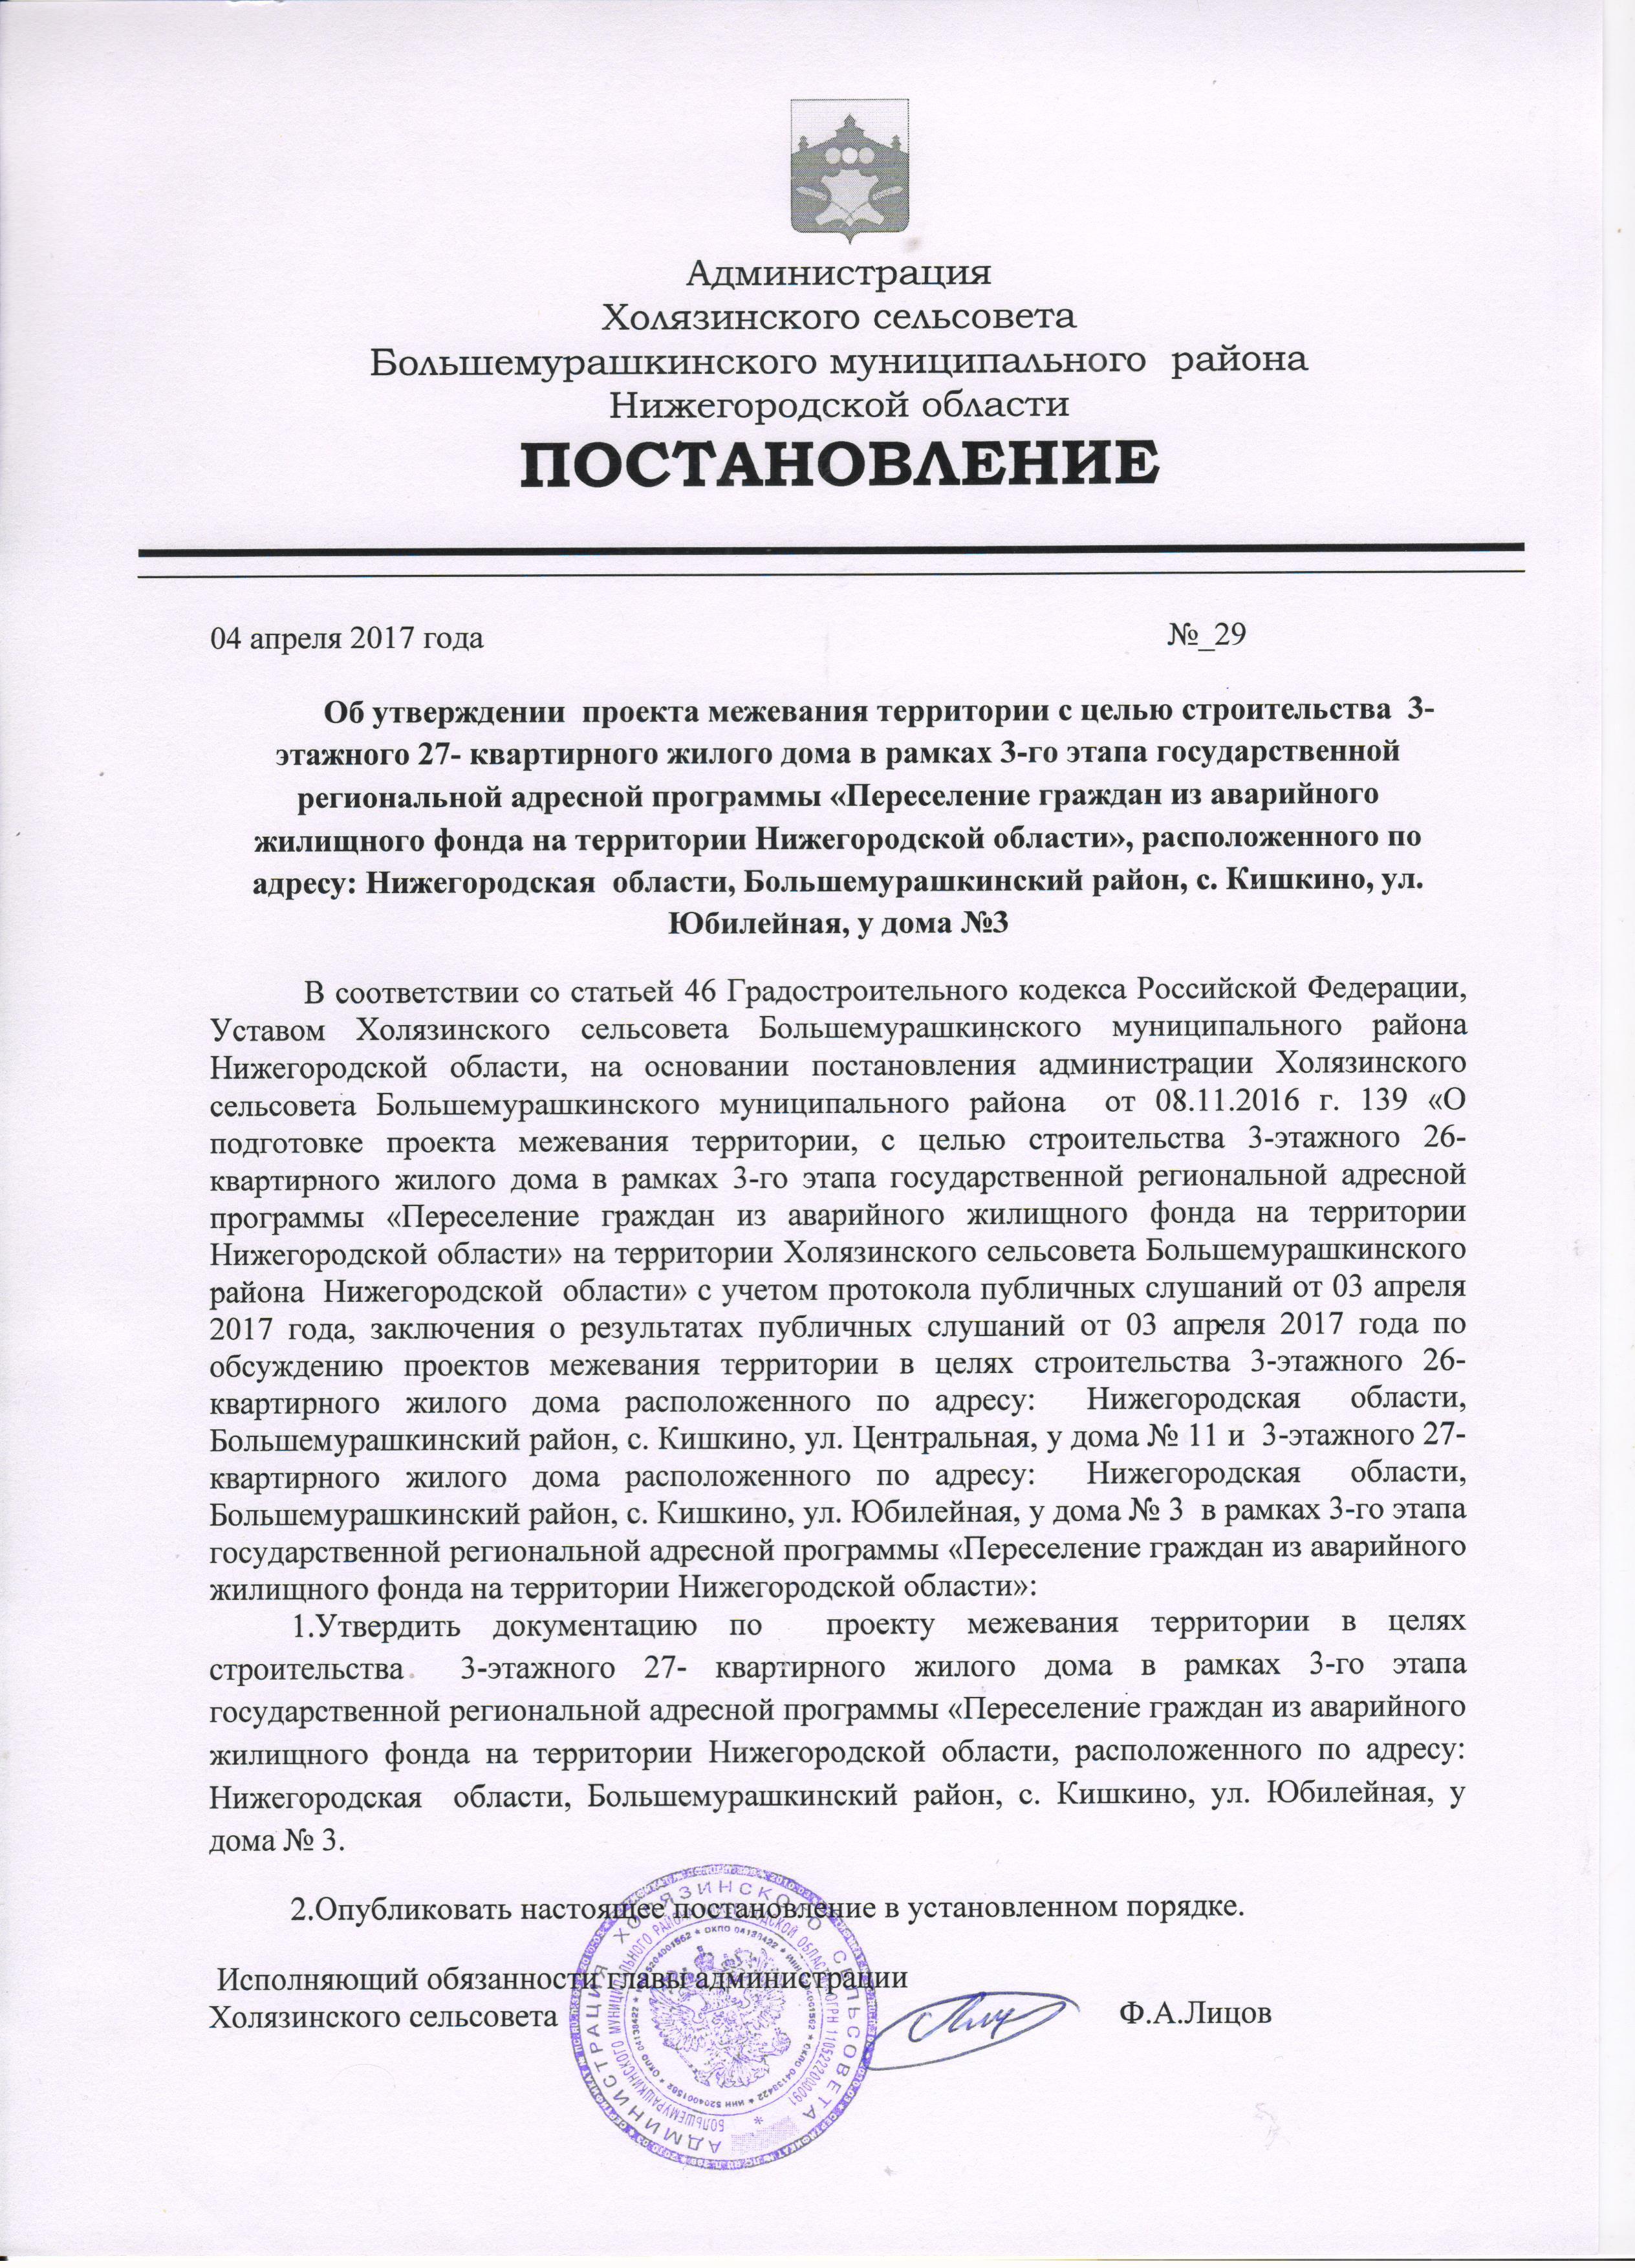 Администрация
Холязинского сельсовета
Большемурашкинского муниципального  района
Нижегородской области
ПОСТАНОВЛЕНИЕ
04 апреля 2017 года №_29
Об утверждении  проекта межевания территории с целью строительства  3-
этажного 27- квартирного жилого дома в рамках 3-го этапа государственной
региональной адресной программы «Переселение граждан из аварийного
жилищного фонда на территории Нижегородской области», расположенного по
адресу: Нижегородская  области, Большемурашкинский район, с. Кишкино, ул.
Юбилейная, у дома №3
В соответствии со статьей 46 Градостроительного кодекса Российской Федерации,
Уставом Холязинского сельсовета Большемурашкинского муниципального района
Нижегородской области, на основании постановления администрации Холязинского
сельсовета Большемурашкинского муниципального района  от 08.11.2016 г. 139 «О
подготовке проекта межевания территории, с целью строительства 3-этажного 26-
квартирного жилого дома в рамках 3-го этапа государственной региональной адресной
программы «Переселение граждан из аварийного жилищного фонда на территории
Нижегородской области» на территории Холязинского сельсовета Большемурашкинского
района  Нижегородской  области» с учетом протокола публичных слушаний от 03 апреля
2017 года, заключения о результатах публичных слушаний от 03 апреля 2017 года по
обсуждению проектов межевания территории в целях строительства 3-этажного 26-
квартирного жилого дома расположенного по адресу:  Нижегородская  области,
Большемурашкинский район, с. Кишкино, ул. Центральная, у дома № 11 и  3-этажного 27-
квартирного жилого дома расположенного по адресу:  Нижегородская  области,
Большемурашкинский район, с. Кишкино, ул. Юбилейная, у дома № 3  в рамках 3-го этапа
государственной региональной адресной программы «Переселение граждан из аварийного
жилищного фонда на территории Нижегородской области»:
1.Утвердить документацию по  проекту межевания территории в целях
строительства  3-этажного 27- квартирного жилого дома в рамках 3-го этапа
государственной региональной адресной программы «Переселение граждан из аварийного
жилищного фонда на территории Нижегородской области, расположенного по адресу:
Нижегородская  области, Большемурашкинский район, с. Кишкино, ул. Юбилейная, у
дома № 3.
2.Опубликовать настоящее постановление в установленном порядке.
Исполняющий обязанности главы администрации
Холязинского сельсовета Ф.А.Лицов
АДМИНИСТРАЦИЯ ХОЛЯЗИНСКОГО СЕЛЬСОВЕТА
БОЛЬШЕМУРАШКИНСКОГО МУНИЦИПАЛЬНОГО РАЙОНА НИЖЕГОРОДСКОЙ ОБЛАСТИ ОГРН 1105222000091
ИНН 5204001562 * ОКПО 04138422